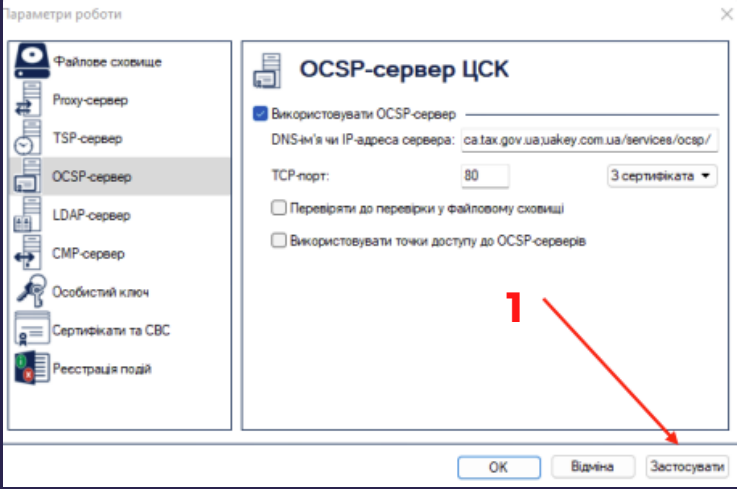 Параметри роботи
Файлове сховище
Proxy-сервер
TSP-сервер
OCSP-сервер
LDAP-сервер
CMP-сервер
Особистий ключ
Сертифікати та СВС
Реєстрація подій
OCSP-сервер ЦСК
Використовувати OCSP-сервер
DNS-ім'я чи IP-адреса сервера: ca.tax.gov.ua;uakey.com.ua/services/ocsp/
TCP-порт: 80 З сертифіката
Перевіряти до перевірки у файловому сховищі
Використовувати точки доступу до OCSP-серверів
1
OK Відміна Застосувати